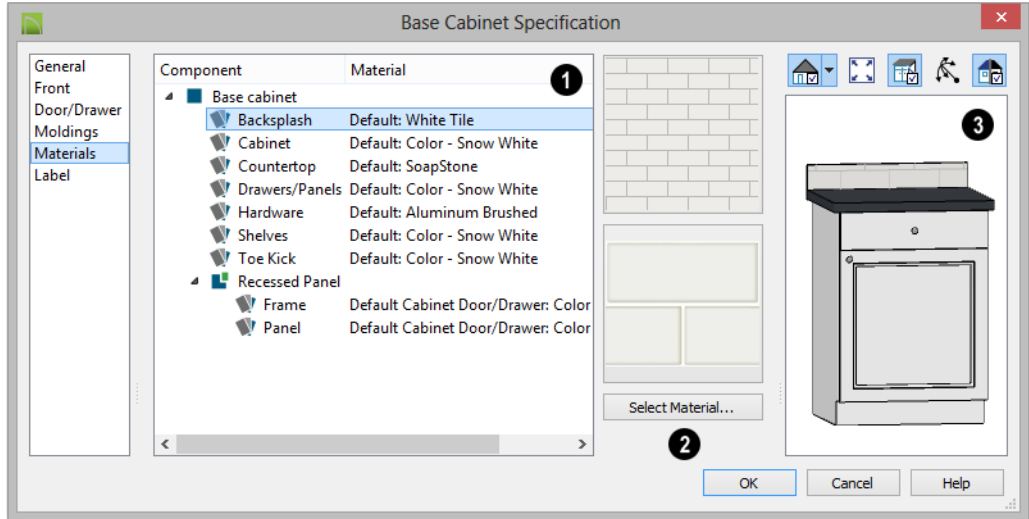 Base Cabinet Specification
General
Front
Door/Drawer
Moldings
Materials
Label
Component Material
1
Base cabinet
Backsplash Default: White Tile
Cabinet Default: Color - Snow White
Countertop Default: SoapStone
Drawers/Panels Default: Color - Snow White
Hardware Default: Aluminum Brushed
Shelves Default: Color - Snow White
Toe Kick Default: Color - Snow White
Recessed Panel
Frame Default Cabinet Door/Drawer: Color
Panel Default Cabinet Door/Drawer: Color
Select Material...
2
3
OK Cancel Help